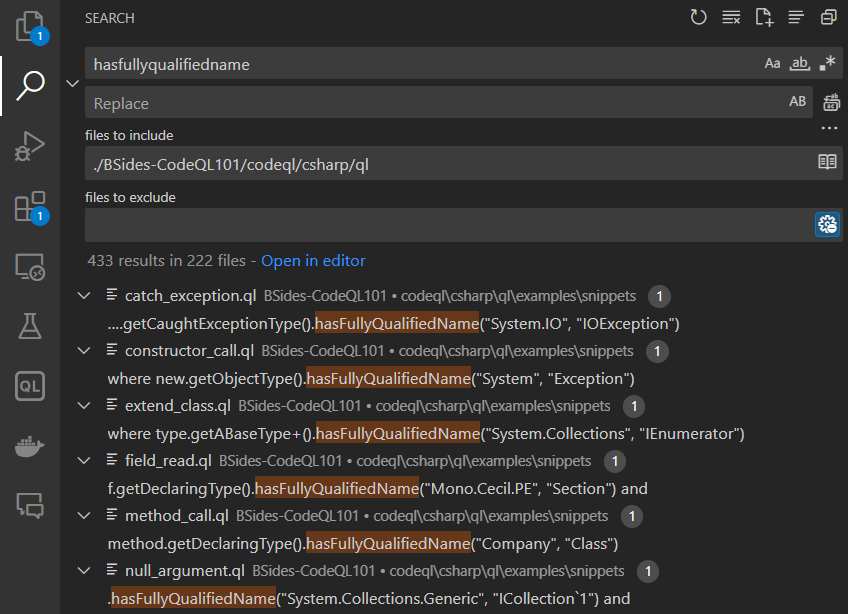 SEARCH
1
hasfullyqualifiedname Aa ab .*
Replace AB
files to include
./BSides-CodeQL101/codeql/csharp/ql
files to exclude
1
433 results in 222 files - Open in editor
catch_exception.ql BSides-CodeQL101 • codeql\csharp\ql\examples\snippets 1
....getCaughtExceptionType().hasFullyQualifiedName("System.IO", "IOException")
constructor_call.ql BSides-CodeQL101 • codeql\csharp\ql\examples\snippets 1
where new.getObjectType().hasFullyQualifiedName("System", "Exception")
QL
extend_class.ql BSides-CodeQL101 • codeql\csharp\ql\examples\snippets 1
where type.getABaseType+().hasFullyQualifiedName("System.Collections", "IEnumerator")
field_read.ql BSides-CodeQL101 • codeql\csharp\ql\examples\snippets 1
f.getDeclaringType().hasFullyQualifiedName("Mono.Cecil.PE", "Section") and
method_call.ql BSides-CodeQL101 • codeql\csharp\ql\examples\snippets 1
method.getDeclaringType().hasFullyQualifiedName("Company", "Class")
null_argument.ql BSides-CodeQL101 • codeql\csharp\ql\examples\snippets 1
.hasFullyQualifiedName("System.Collections.Generic", "ICollection`1") and